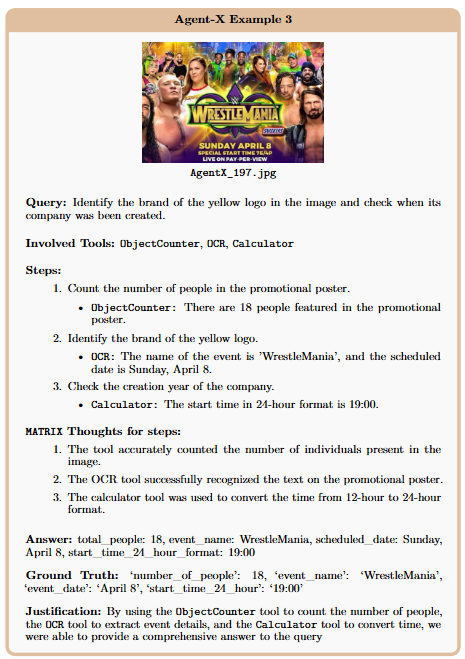 Agent-X Example 3
WRESTLEMANIA
SUNDAY APRIL 8
SPECIAL START TIME 7E/4P
LIVE ON PAY-PER-VIEW
AgentX_197.jpg
Query: Identify the brand of the yellow logo in the image and check when its
company was been created.
Involved Tools: ObjectCounter, OCR, Calculator
Steps:
1. Count the number of people in the promotional poster.
• ObjectCounter: There are 18 people featured in the promotional
poster.
2. Identify the brand of the yellow logo.
• OCR: The name of the event is 'WrestleMania', and the scheduled
date is Sunday, April 8.
3. Check the creation year of the company.
• Calculator: The start time in 24-hour format is 19:00.
MATRIX Thoughts for steps:
1. The tool accurately counted the number of individuals present in the
image.
2. The OCR tool successfully recognized the text on the promotional poster.
3. The calculator tool was used to convert the time from 12-hour to 24-hour
format.
Answer: total_people: 18, event_name: WrestleMania, scheduled_date: Sunday,
April 8, start_time_24_hour_format: 19:00
Ground Truth: 'number_of_people': 18, 'event_name': 'WrestleMania',
'event_date': 'April 8', 'start_time_24_hour': '19:00'
Justification: By using the ObjectCounter tool to count the number of people,
the OCR tool to extract event details, and the Calculator tool to convert time, we
were able to provide a comprehensive answer to the query